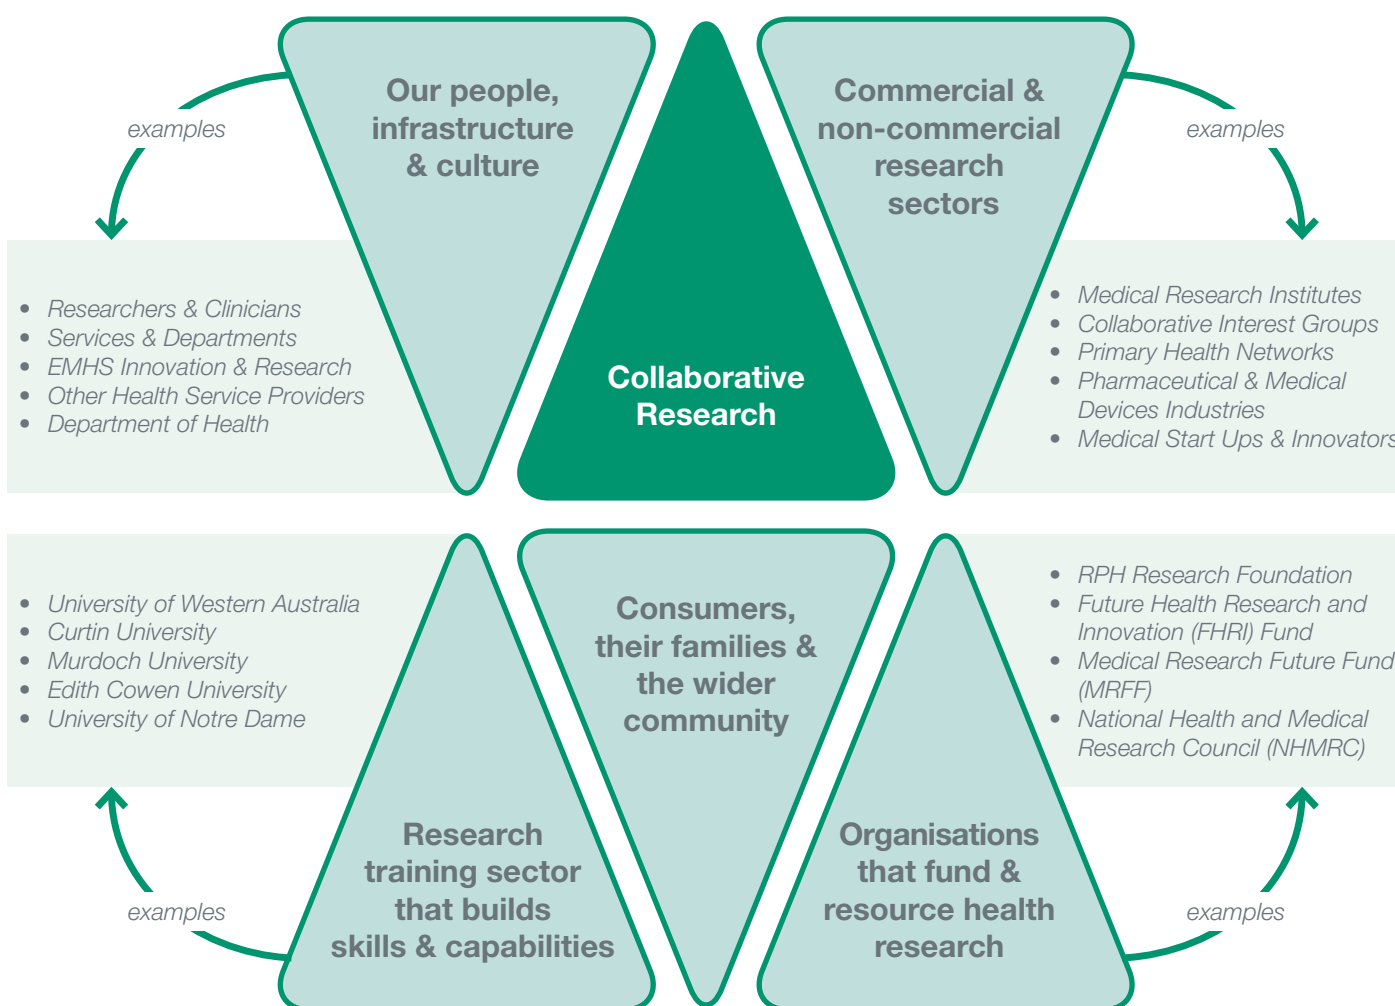 Our people,
infrastructure
& culture
examples
• Researchers & Clinicians
• Services & Departments
• EMHS Innovation & Research
• Other Health Service Providers
• Department of Health
Collaborative
Research
Commercial &
non-commercial
research
sectors
examples
• Medical Research Institutes
• Collaborative Interest Groups
• Primary Health Networks
• Pharmaceutical & Medical
Devices Industries
• Medical Start Ups & Innovators
• University of Western Australia
• Curtin University
• Murdoch University
• Edith Cowen University
• University of Notre Dame
examples
Research
training sector
that builds
skills & capabilities
Consumers,
their families &
the wider
community
Organisations
that fund &
resource health
research
• RPH Research Foundation
• Future Health Research and
Innovation (FHRI) Fund
• Medical Research Future Fund
(MRFF)
• National Health and Medical
Research Council (NHMRC)
examples